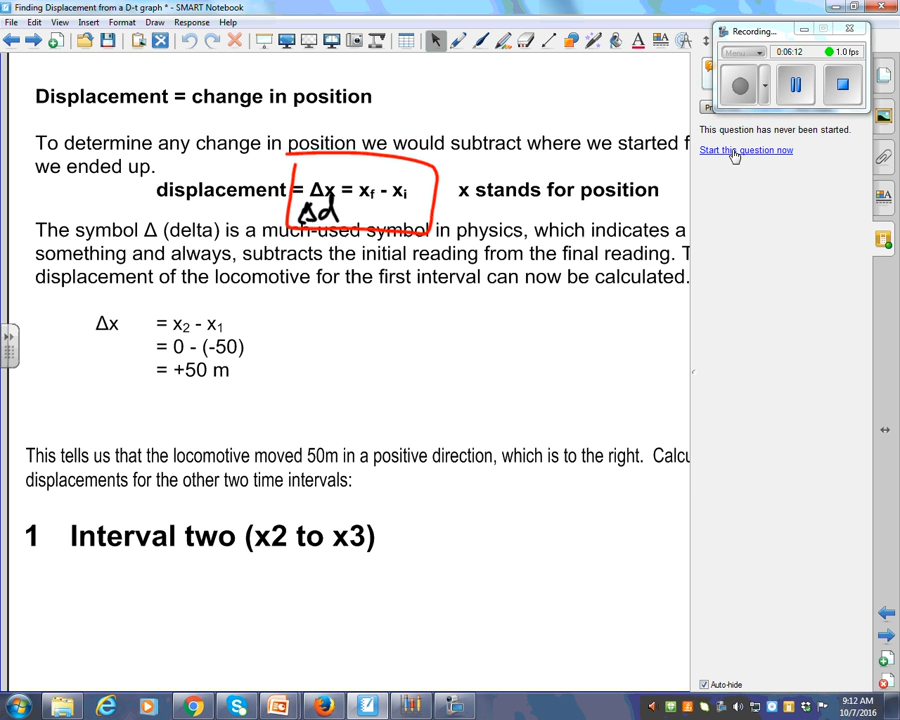 Finding Displacement from a D-t graph * - SMART Notebook
File Edit View Insert Format Draw Response Help
Recording...
Menu
0:06:12
1.0 fps
Displacement = change in position
This question has never been started.
Start this question now
To determine any change in position we would subtract where we started f
we ended up.
displacement = Δx = xf - xi x stands for position
Δd
The symbol Δ (delta) is a much-used symbol in physics, which indicates a
something and always, subtracts the initial reading from the final reading. T
displacement of the locomotive for the first interval can now be calculated.
Δx = x2 - x1
= 0 - (-50)
= +50 m
This tells us that the locomotive moved 50m in a positive direction, which is to the right. Calcu
displacements for the other two time intervals:
1 Interval two (x2 to x3)
Auto-hide
9:12 AM
10/7/2016